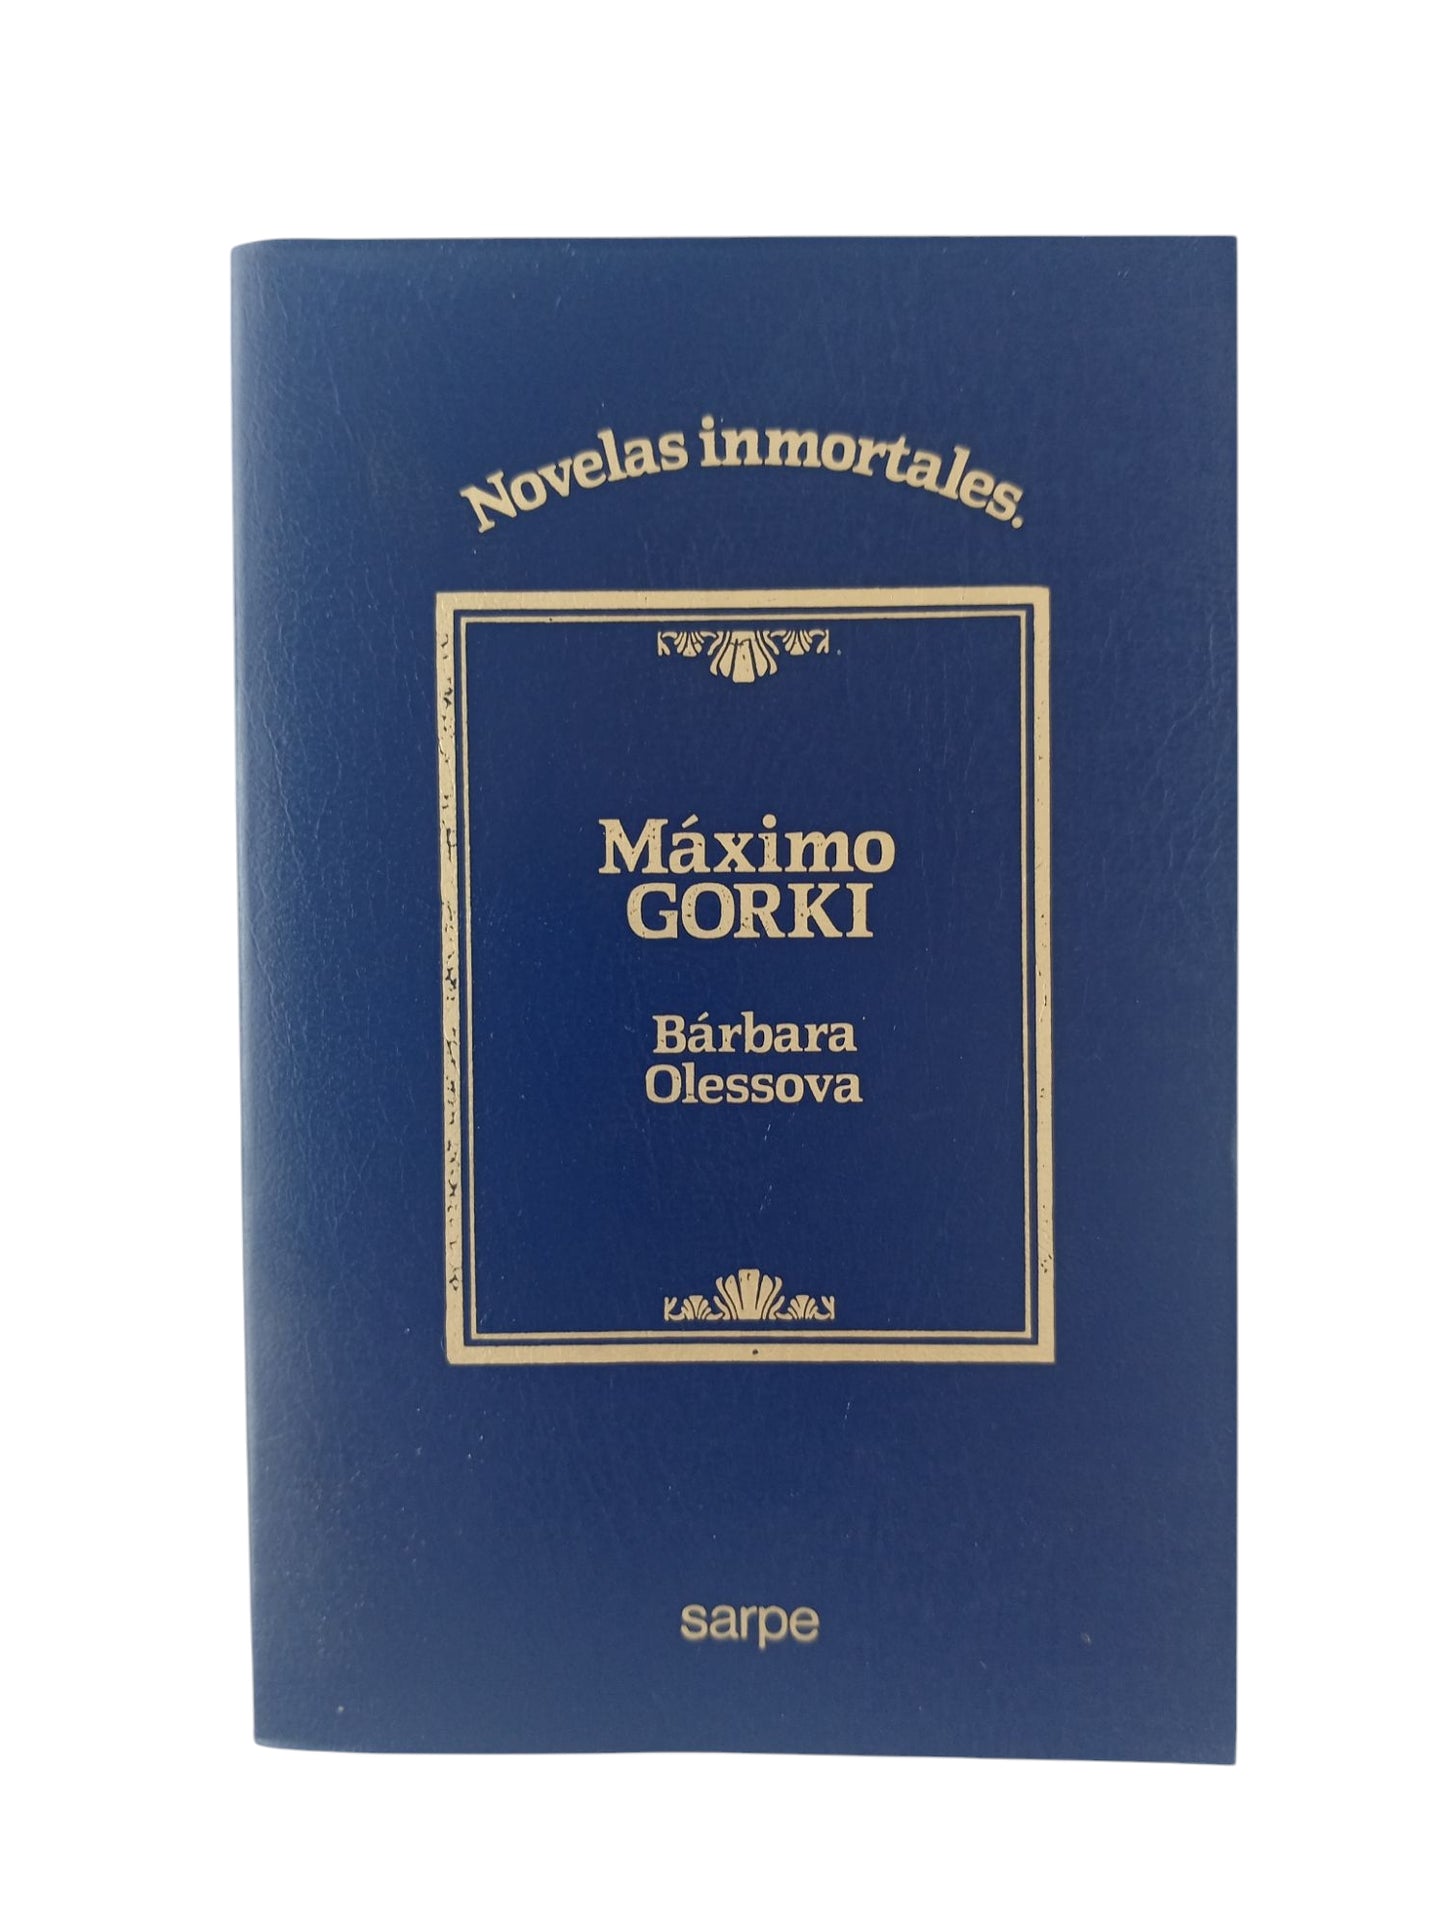 Novelas inmortales.
Máximo
GORKI
Bárbara
Olessova
sarpe